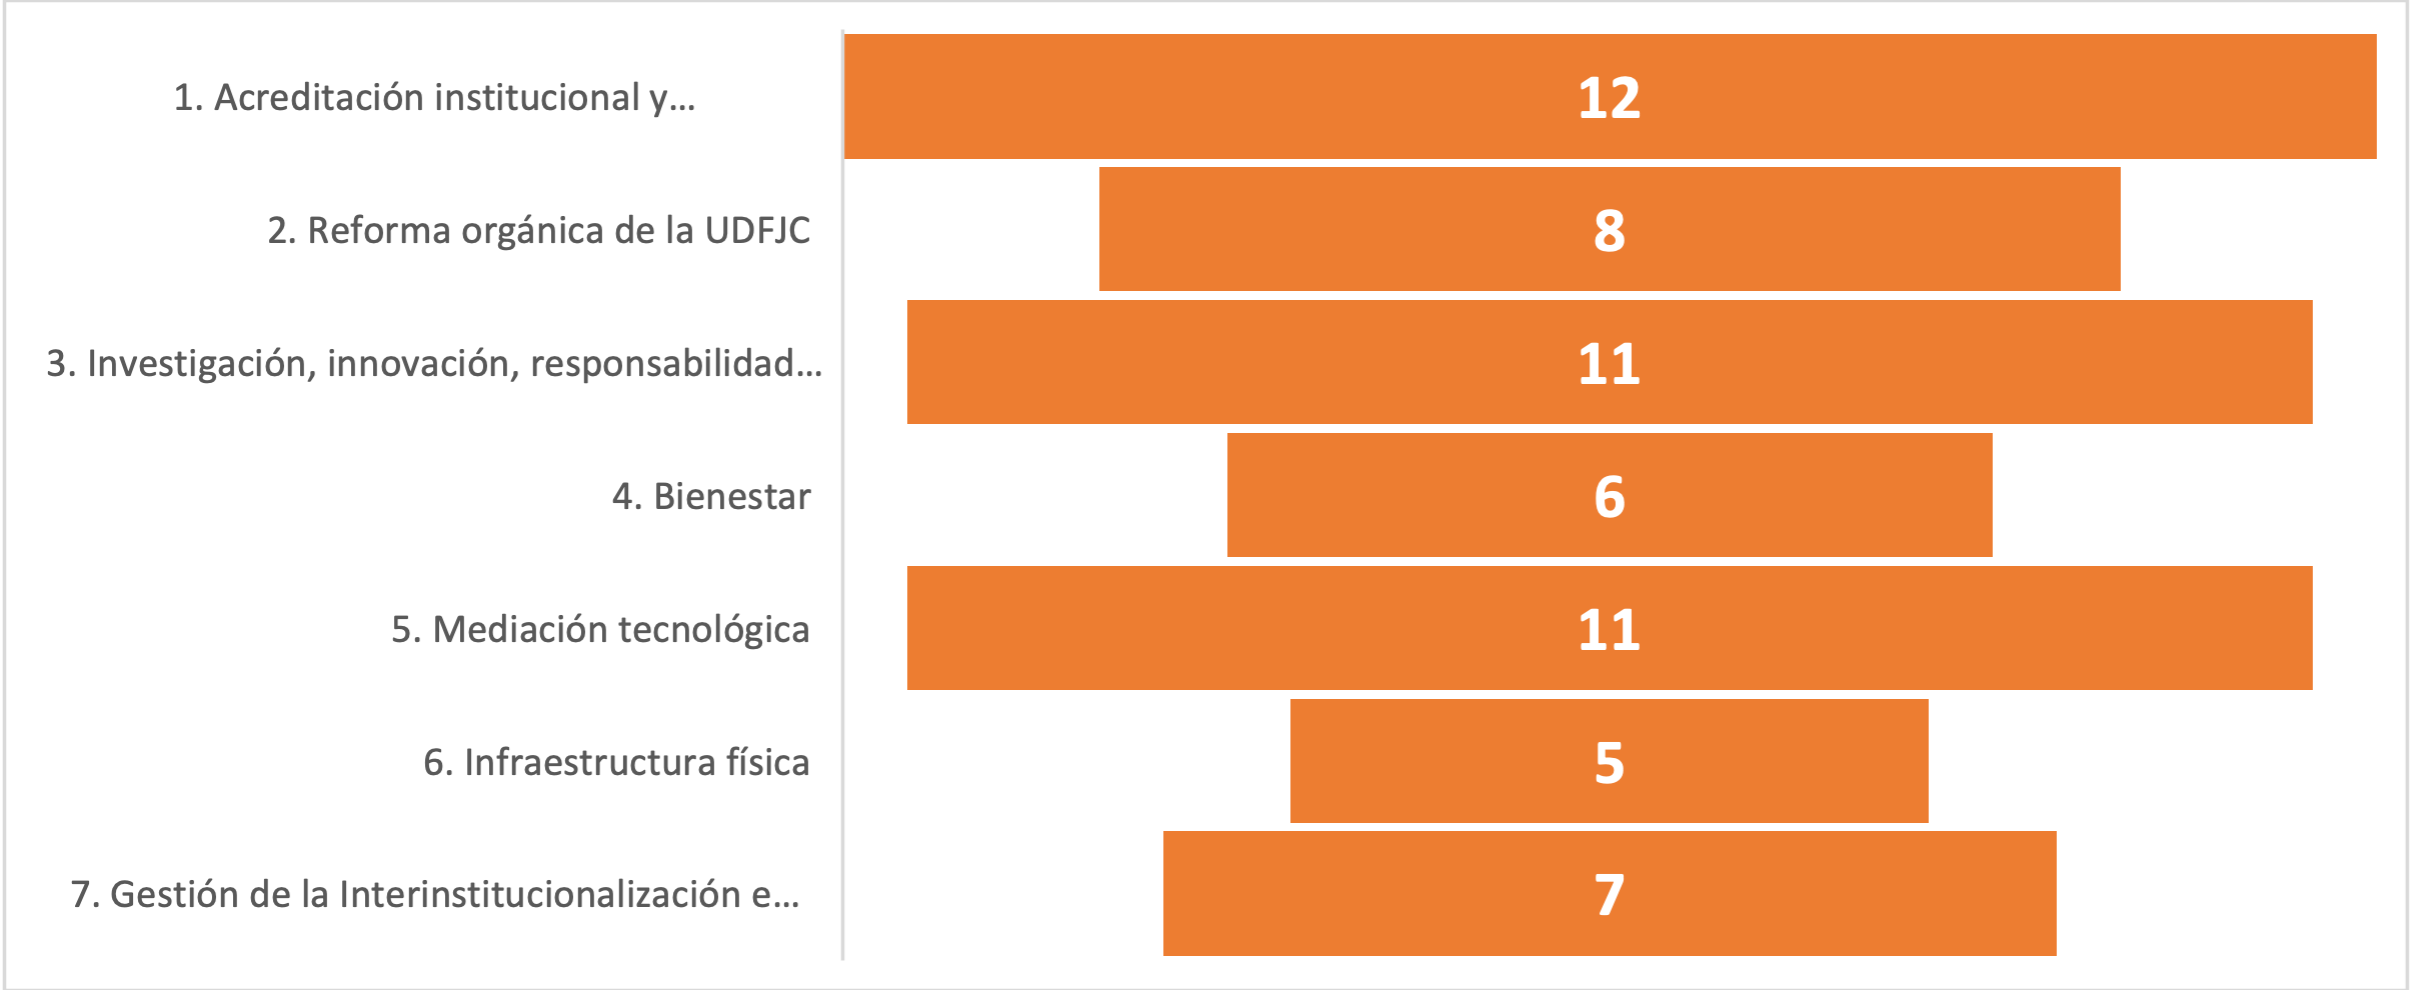 1. Acreditación institucional y...
12
2. Reforma orgánica de la UDFJC
8
3. Investigación, innovación, responsabilidad...
11
4. Bienestar
6
5. Mediación tecnológica
11
6. Infraestructura física
5
7. Gestión de la Interinstitucionalización e...
7